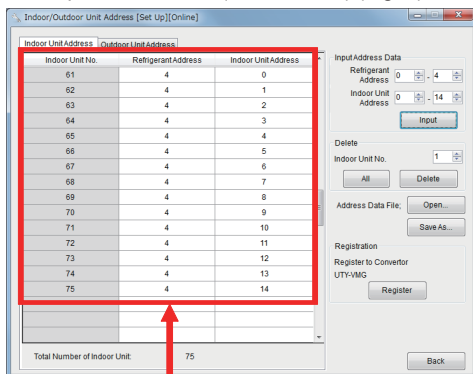 Indoor/Outdoor Unit Address [Set Up][Online]
Indoor Unit Address Outdoor Unit Address
Indoor Unit No. Refrigerant Address Indoor Unit Address
61 4 0
62 4 1
63 4 2
64 4 3
65 4 4
66 4 5
67 4 6
68 4 7
69 4 8
70 4 9
71 4 10
72 4 11
73 4 12
74 4 13
75 4 14
Total Number of Indoor Unit: 75
Input Address Data
Refrigerant Address 0 - 4
Indoor Unit Address 0 - 14
Input
Delete
Indoor Unit No. 1
All Delete
Address Data File; Open...
Save As...
Registration
Register to Convertor
UTY-VMG
Register
Back